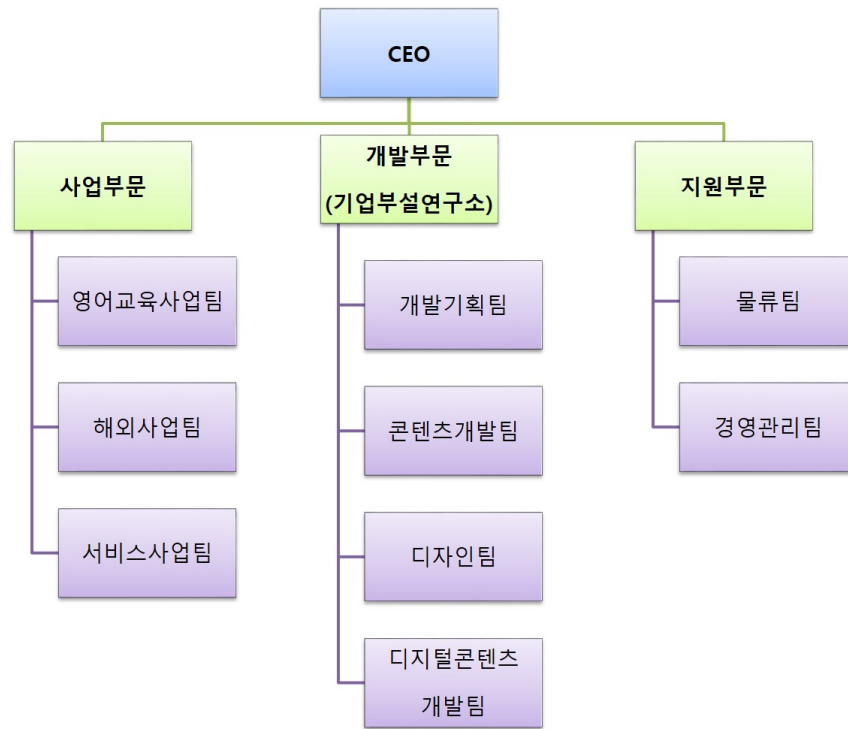 CEO
사업부문
개발부문
(기업부설연구소)
지원부문
영어교육사업팀
해외사업팀
서비스사업팀
개발기획팀
콘텐츠개발팀
디자인팀
디지털콘텐츠
개발팀
물류팀
경영관리팀